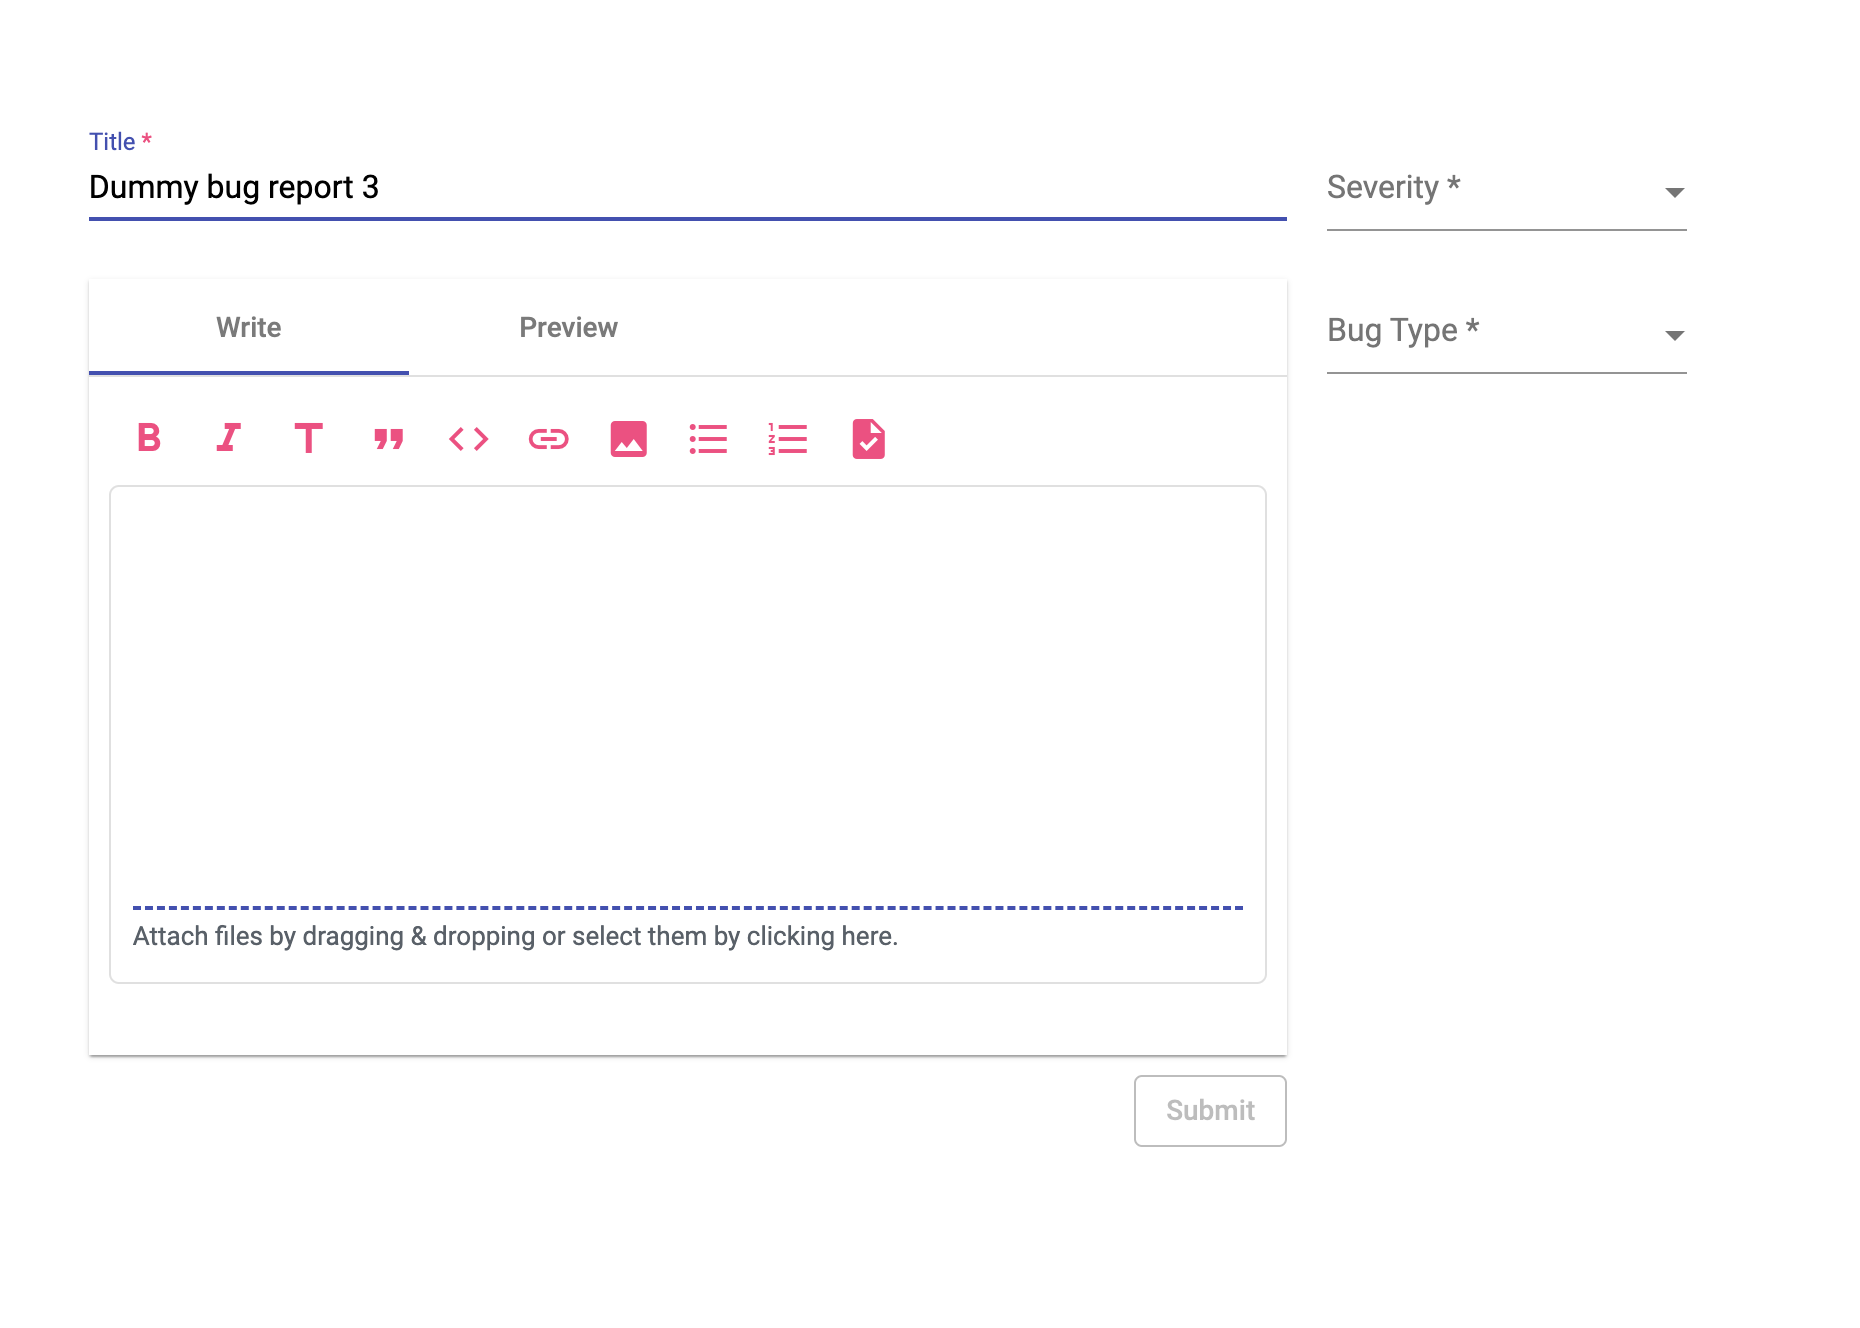 Title *
Dummy bug report 3
Severity *
Write Preview
Bug Type *
Attach files by dragging & dropping or select them by clicking here.
Submit